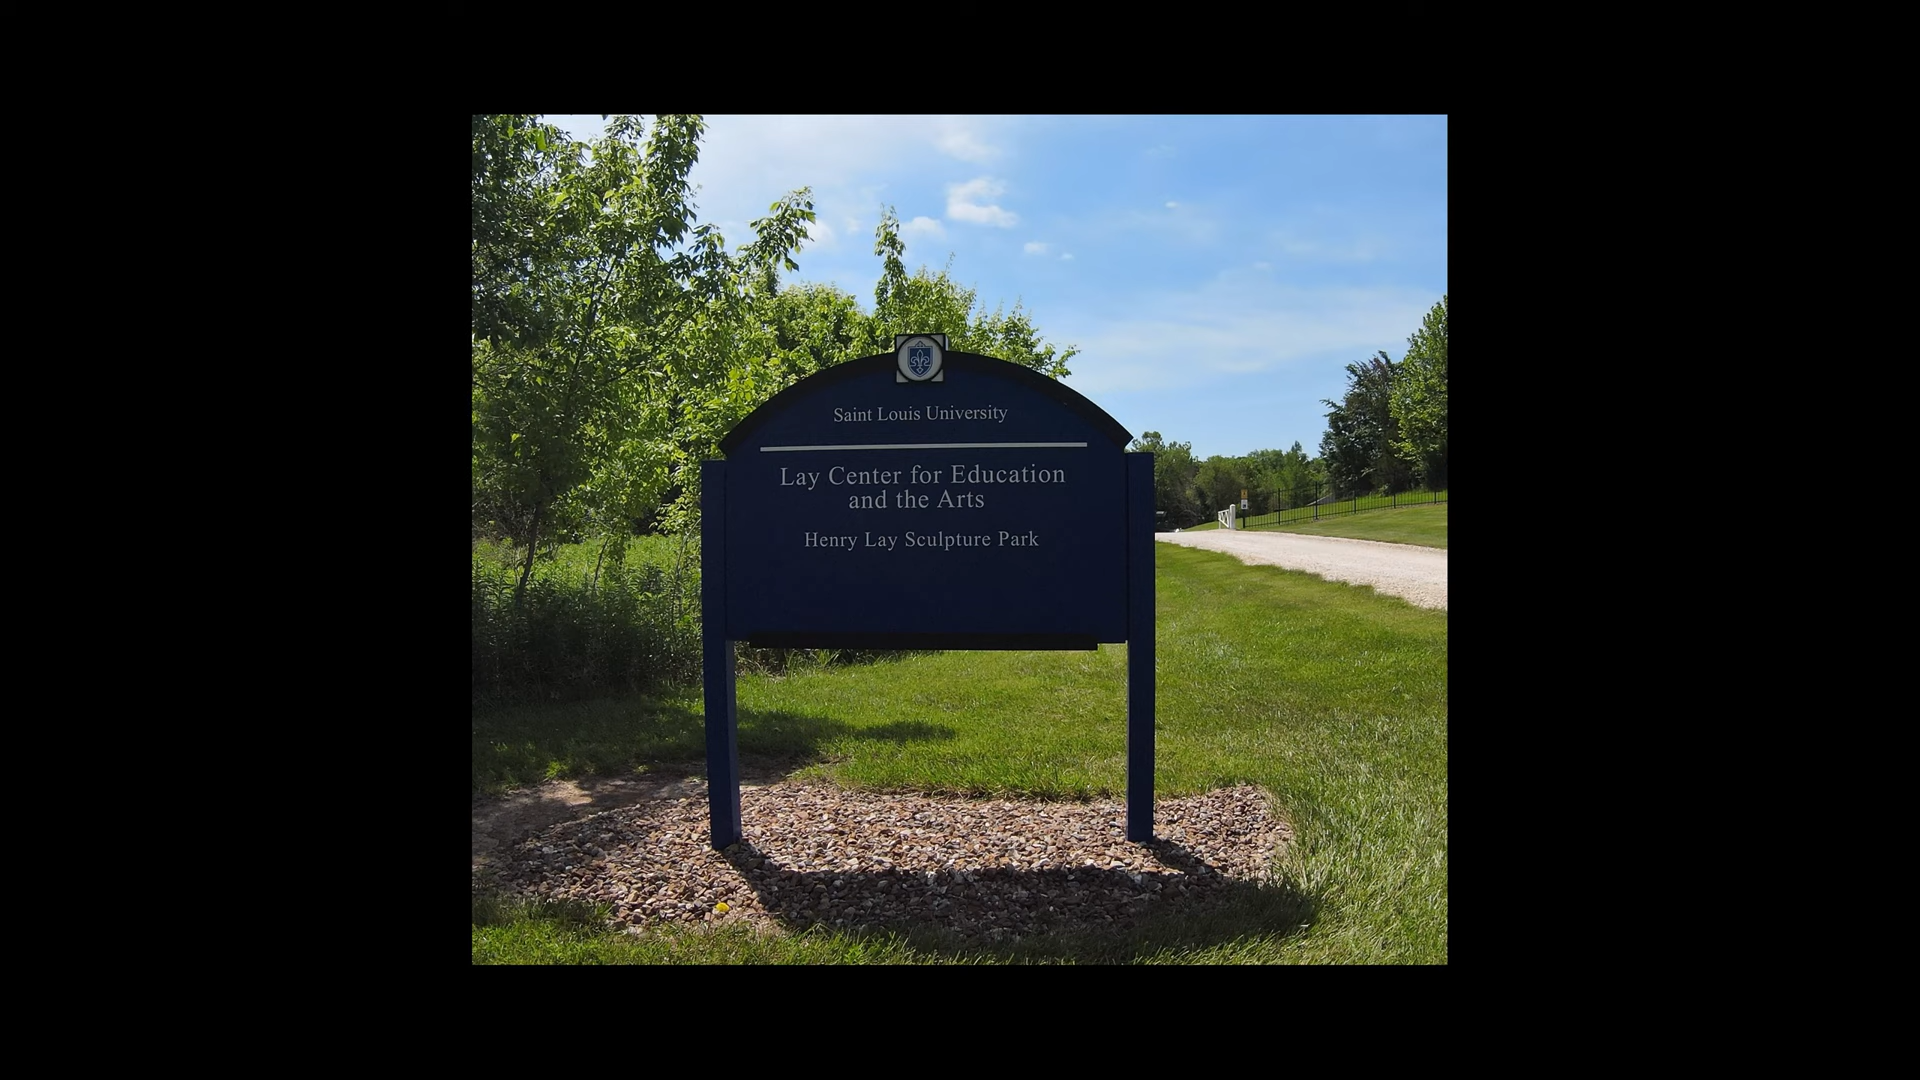 Saint Louis University
Lay Center for Education
and the Arts
Henry Lay Sculpture Park